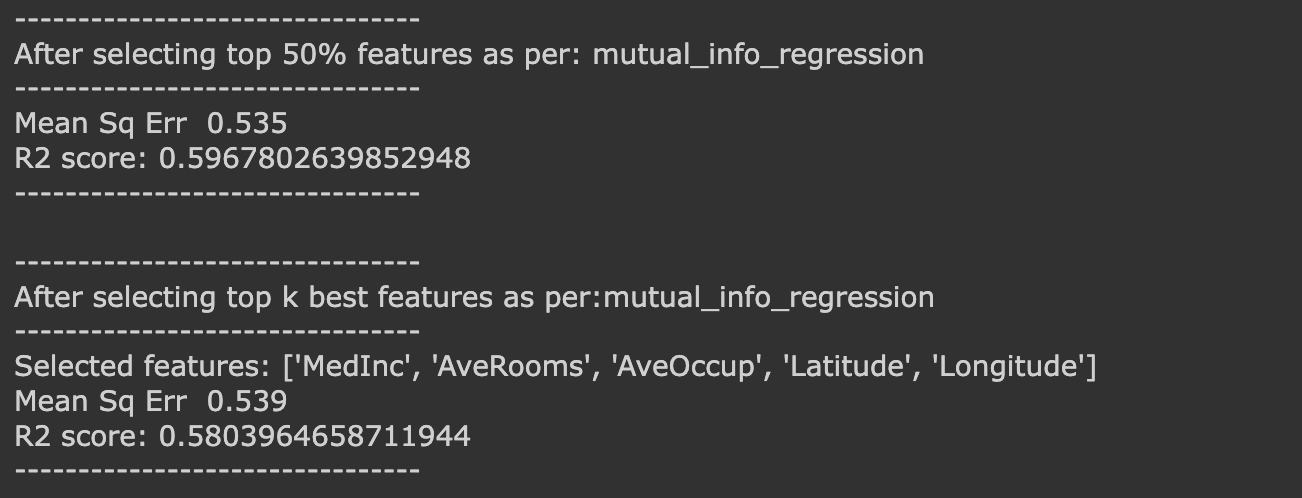 --------------------------------
After selecting top 50% features as per: mutual_info_regression
--------------------------------
Mean Sq Err  0.535
R2 score: 0.5967802639852948
--------------------------------
--------------------------------
After selecting top k best features as per:mutual_info_regression
--------------------------------
Selected features: ['MedInc', 'AveRooms', 'AveOccup', 'Latitude', 'Longitude']
Mean Sq Err  0.539
R2 score: 0.5803964658711944
--------------------------------